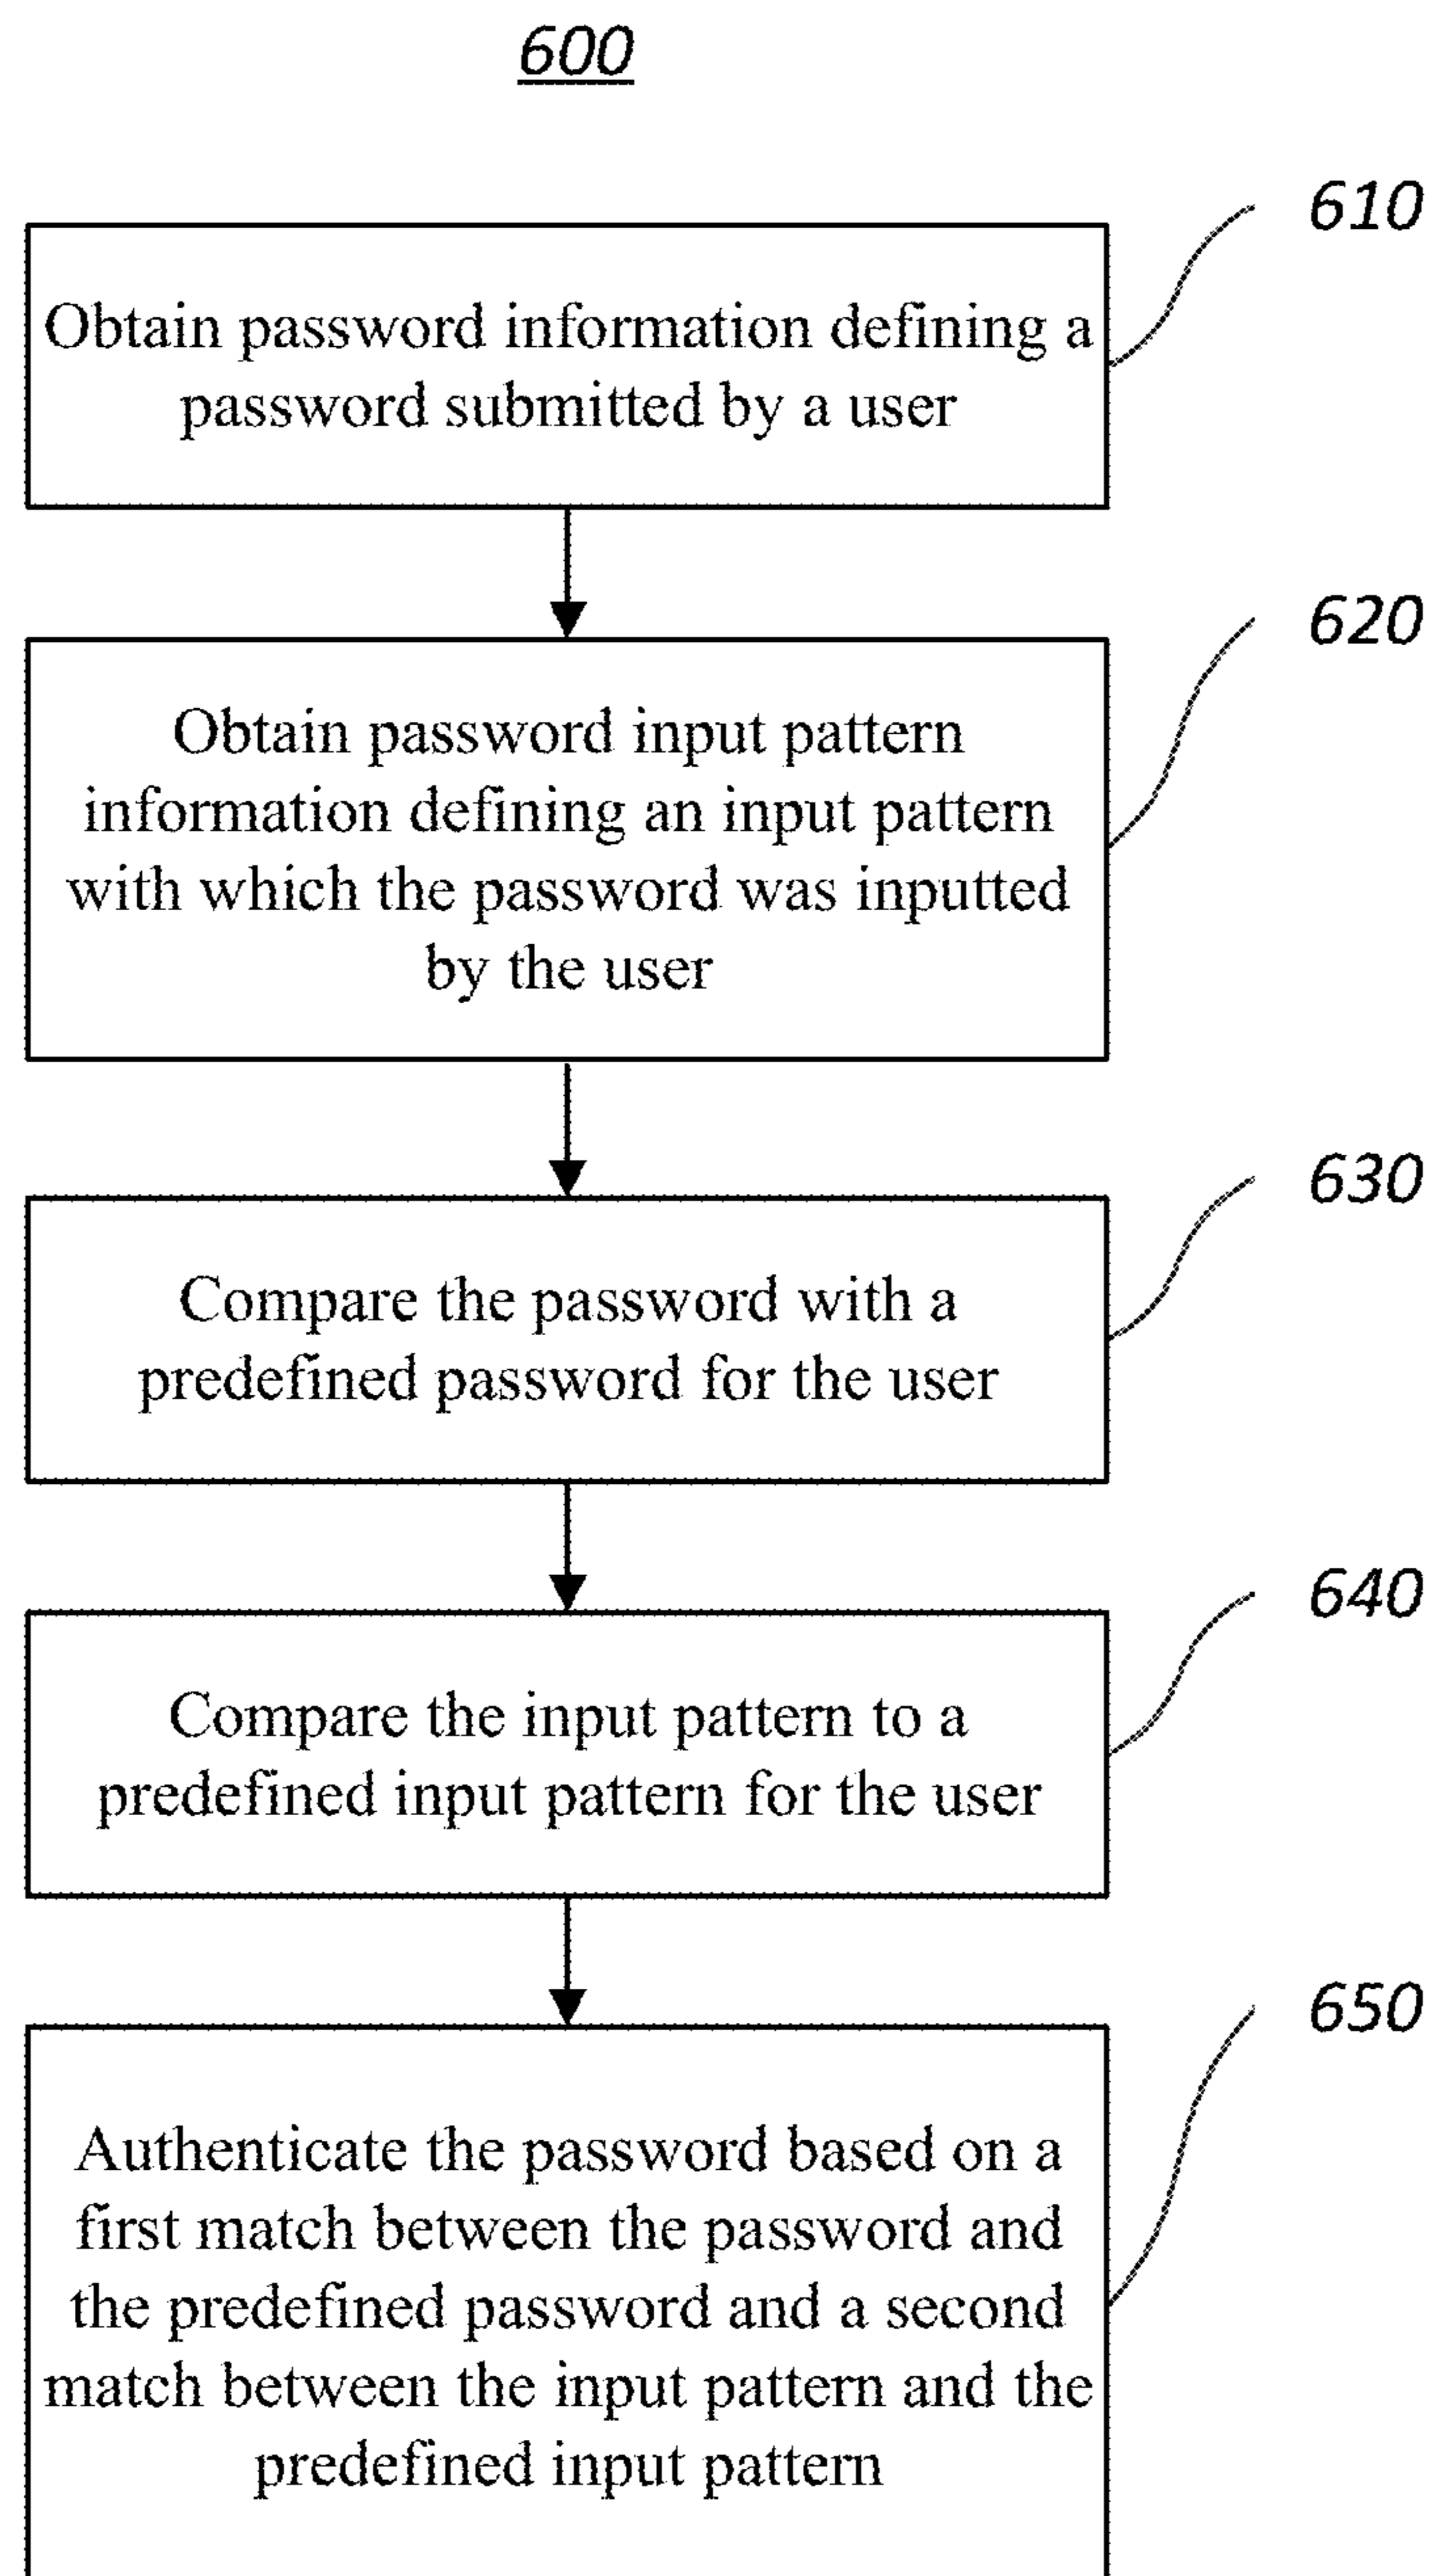 600
610
Obtain password information defining a
password submitted by a user
620
Obtain password input pattern
information defining an input pattern
with which the password was inputted
by the user
630
Compare the password with a
predefined password for the user
640
Compare the input pattern to a
predefined input pattern for the user
650
Authenticate the password based on a
first match between the password and
the predefined password and a second
match between the input pattern and the
predefined input pattern